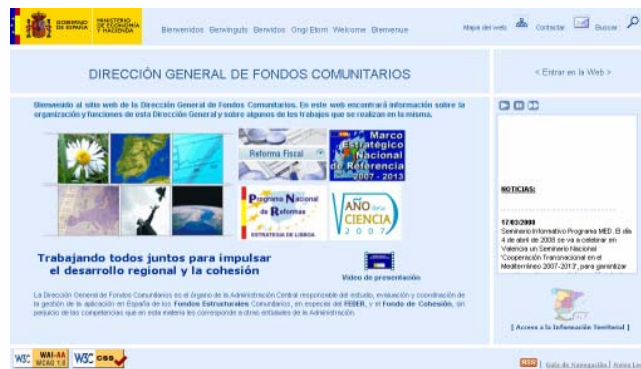 GOBIERNO DE ESPAÑA
MINISTERIO DE ECONOMÍA Y HACIENDA
Bienvenidos Benvinguts Benvidos Ongi Etorri Welcome Bienvenue
Mapa del web
Contactar
Buscar
DIRECCIÓN GENERAL DE FONDOS COMUNITARIOS
< Entrar en la Web >
Bienvenido al sitio web de la Dirección General de Fondos Comunitarios. En este web encontrará información sobre la
organización y funciones de esta Dirección General y sobre algunos de los trabajos que se realizan en la misma.
Reforma Fiscal
Marco
Estratégico
Nacional
de Referencia
2007 - 2013
Programa Nacional
de Reformas
ESTRATEGIA DE LISBOA
AÑO de la
CIENCIA
2007
Trabajando todos juntos para impulsar
el desarrollo regional y la cohesión
Video de presentación
La Dirección General de Fondos Comunitarios es el órgano de la Administración Central responsable del estudio, evaluación y coordinación de
la gestión de la aplicación en España de los Fondos Estructurales Comunitarios, en especial del FEDER, y el Fondo de Cohesión, sin
perjuicio de las competencias que en esta materia les corresponde a otras entidades de la Administración.
NOTICIAS:
17/03/2008
Seminario Informativo Programa MED. El día
4 de abril de 2008 se va a celebrar en
Valencia un Seminario Nacional
'Cooperación Transnacional en el
Mediterráneo 2007-2013', para garantizar
[ Acceso a la Información Territorial ]
W3C WAI-AA
WCAG 1.0
W3C css
RSS | Guía de Navegación | Aviso Le